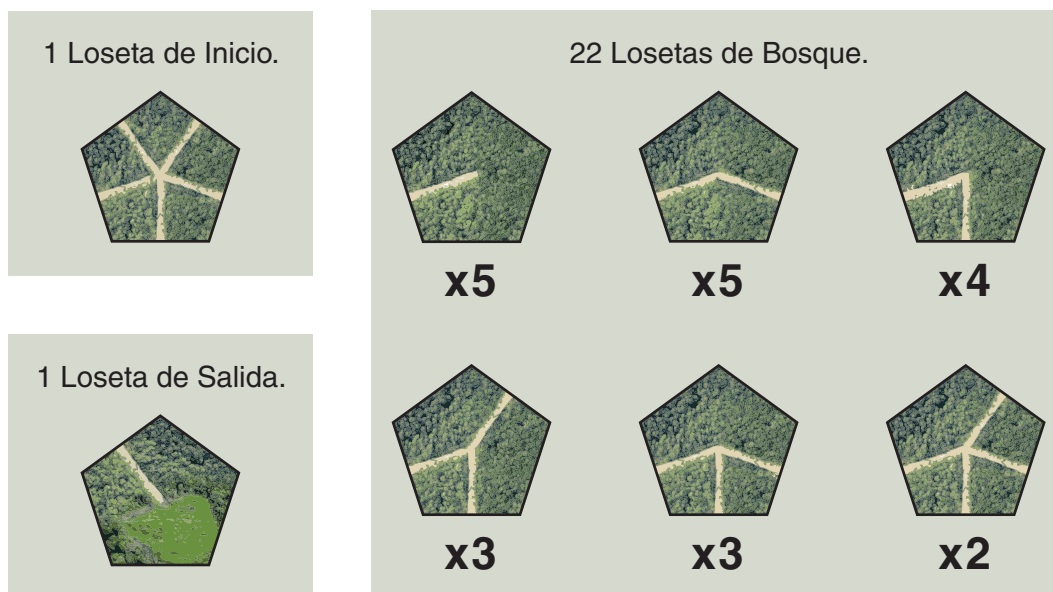 1 Loseta de Inicio.
1 Loseta de Salida.
22 Losetas de Bosque.
x5 x5 x4
x3 x3 x2